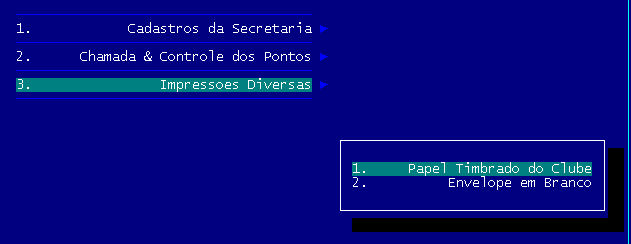 1. Cadastros da Secretaria
2. Chamada & Controle dos Pontos
3. Impressoes Diversas
1. Papel Timbrado do Clube
2. Envelope em Branco